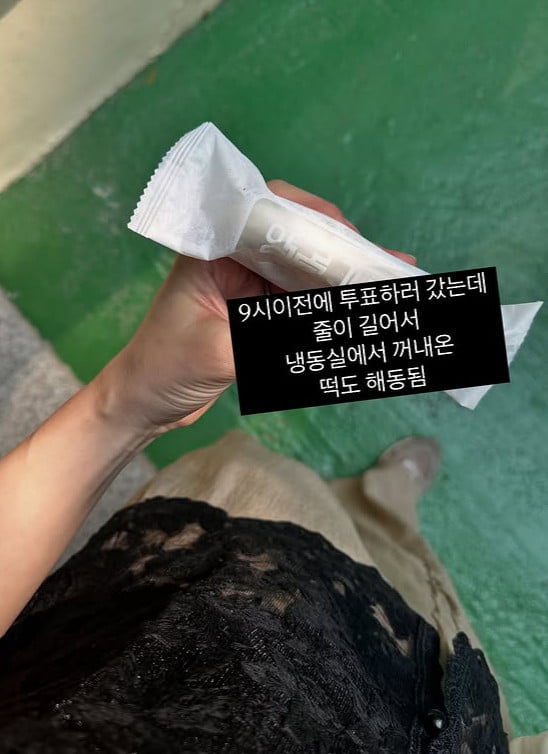 9시이전에 투표하러 갔는데
줄이 길어서
냉동실에서 꺼내온
떡도 해동됨